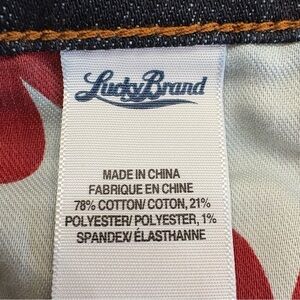 Lucky Brand
MADE IN CHINA
FABRIQUE EN CHINE
78% COTTON/ COTON, 21%
POLYESTER/ POLYESTER, 1%
SPANDEX/ ÉLASTHANNE